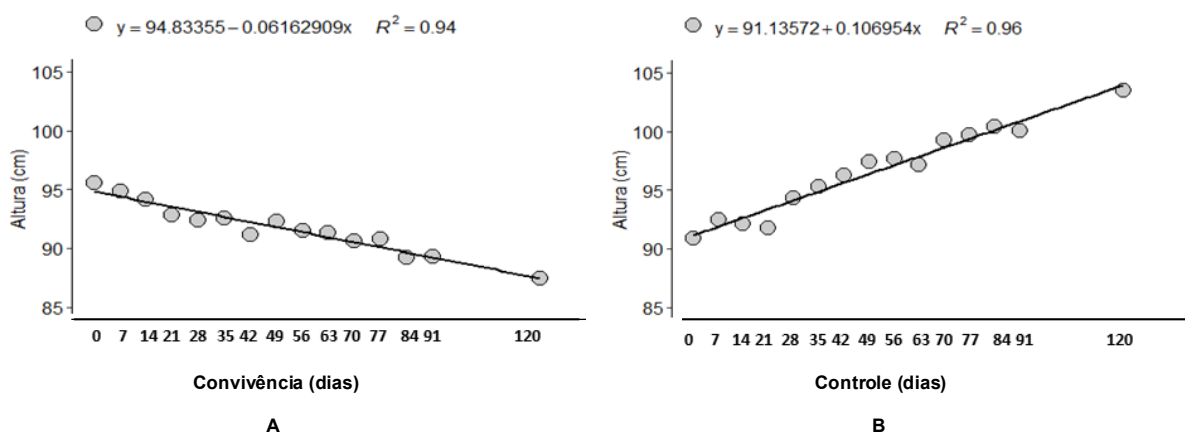 y = 94.83355−0.06162909x R² = 0.94
Altura (cm)
105
100
95
90
85
0 7 14 21 28 35 42 49 56 63 70 77 84 91 120
Convivência (dias)
A
y = 91.13572+0.106954x R² = 0.96
Altura (cm)
105
100
95
90
85
0 7 14 21 28 35 42 49 56 63 70 77 84 91 120
Controle (dias)
B